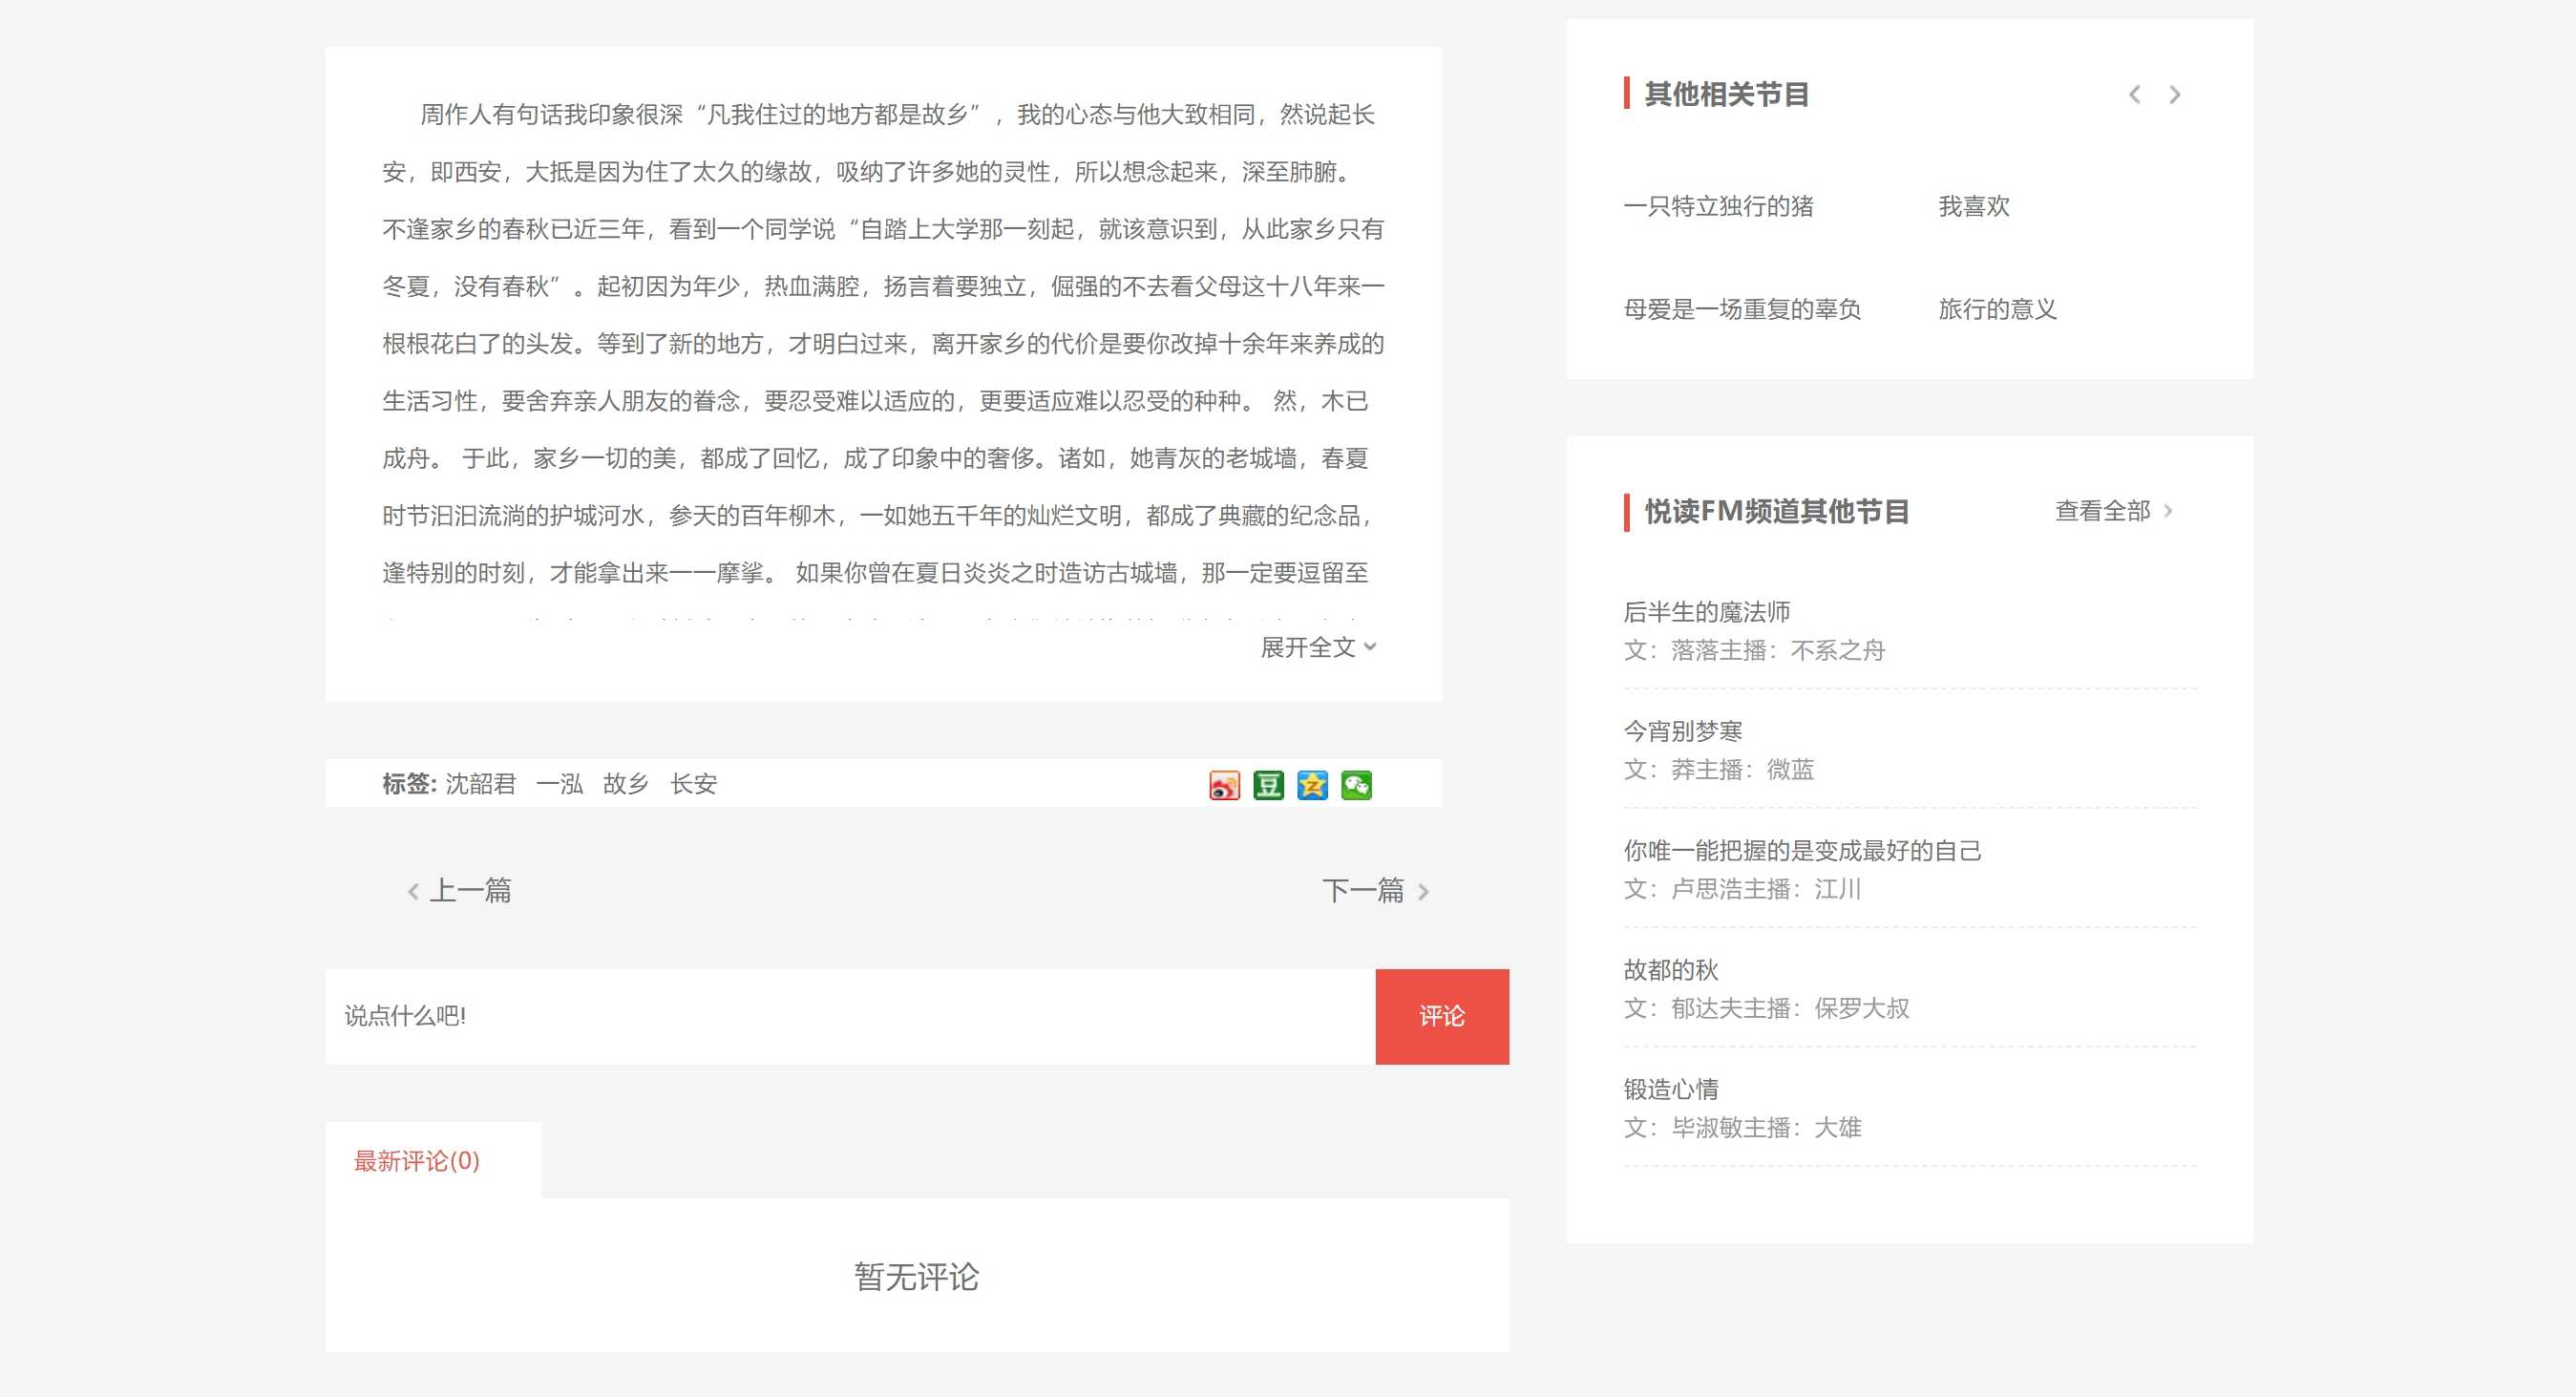 周作人有句话我印象很深“凡我住过的地方都是故乡”，我的心态与他大致相同，然说起长
安，即西安，大抵是因为住了太久的缘故，吸纳了许多她的灵性，所以想念起来，深至肺腑。
不逢家乡的春秋已近三年，看到一个同学说“自踏上大学那一刻起，就该意识到，从此家乡只有
冬夏，没有春秋”。起初因为年少，热血满腔，扬言着要独立，倔强的不去看父母这十八年来一
根根花白了的头发。等到了新的地方，才明白过来，离开家乡的代价是要你改掉十余年来养成的
生活习性，要舍弃亲人朋友的眷念，要忍受难以适应的，更要适应难以忍受的种种。 然，木已
成舟。 于此，家乡一切的美，都成了回忆，成了印象中的奢侈。诸如，她青灰的老城墙，春夏
时节汩汩流淌的护城河水，参天的百年柳木，一如她五千年的灿烂文明，都成了典藏的纪念品，
逢特别的时刻，才能拿出来一一摩挲。 如果你曾在夏日炎炎之时造访古城墙，那一定要逗留至
展开全文
标签: 沈韶君 一泓 故乡 长安
上一篇
下一篇
说点什么吧!
评论
最新评论(0)
暂无评论
其他相关节目
一只特立独行的猪
我喜欢
母爱是一场重复的辜负
旅行的意义
悦读FM频道其他节目
查看全部
后半生的魔法师
文：落落主播：不系之舟
今宵别梦寒
文：莽主播：微蓝
你唯一能把握的是变成最好的自己
文：卢思浩主播：江川
故都的秋
文：郁达夫主播：保罗大叔
锻造心情
文：毕淑敏主播：大雄